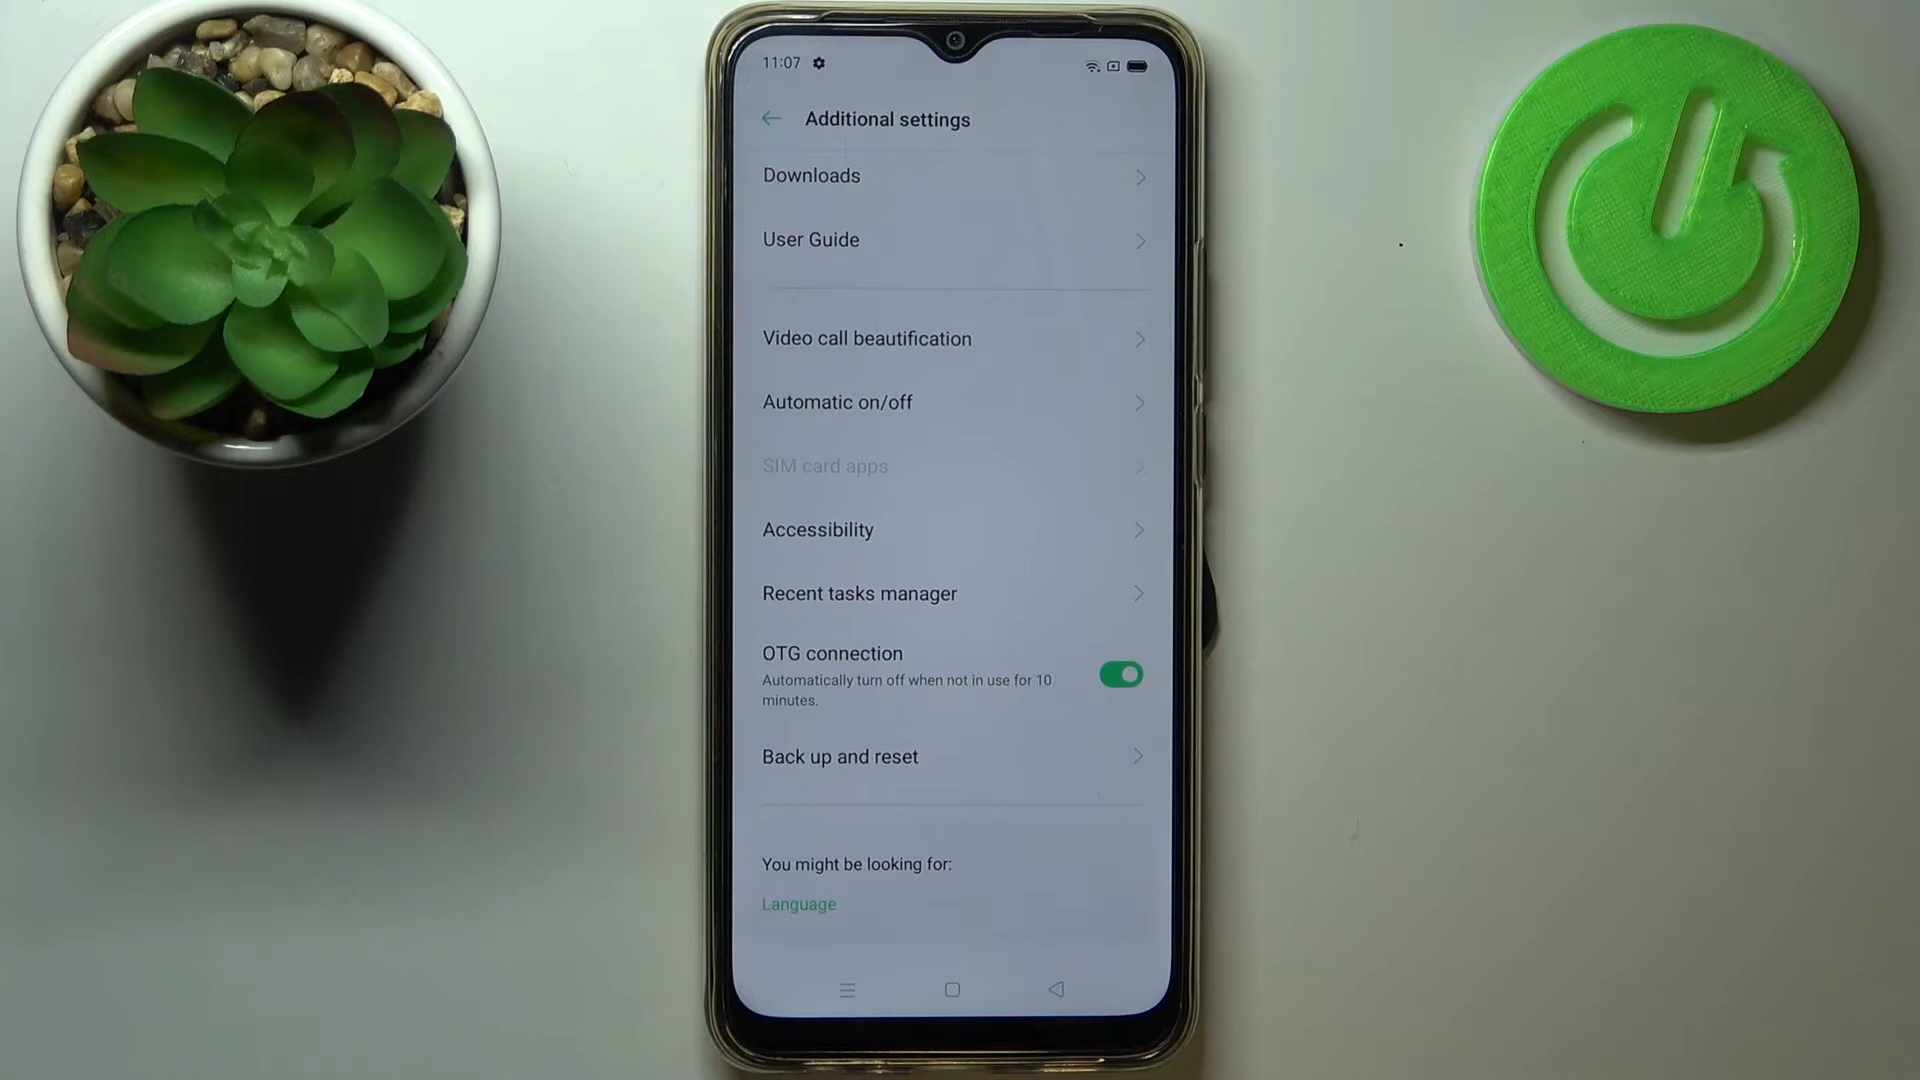 11:07
Additional settings
Downloads
User Guide
Video call beautification
Automatic on/off
SIM card apps
Accessibility
Recent tasks manager
OTG connection
Automatically turn off when not in use for 10
minutes.
Back up and reset
You might be looking for:
Language